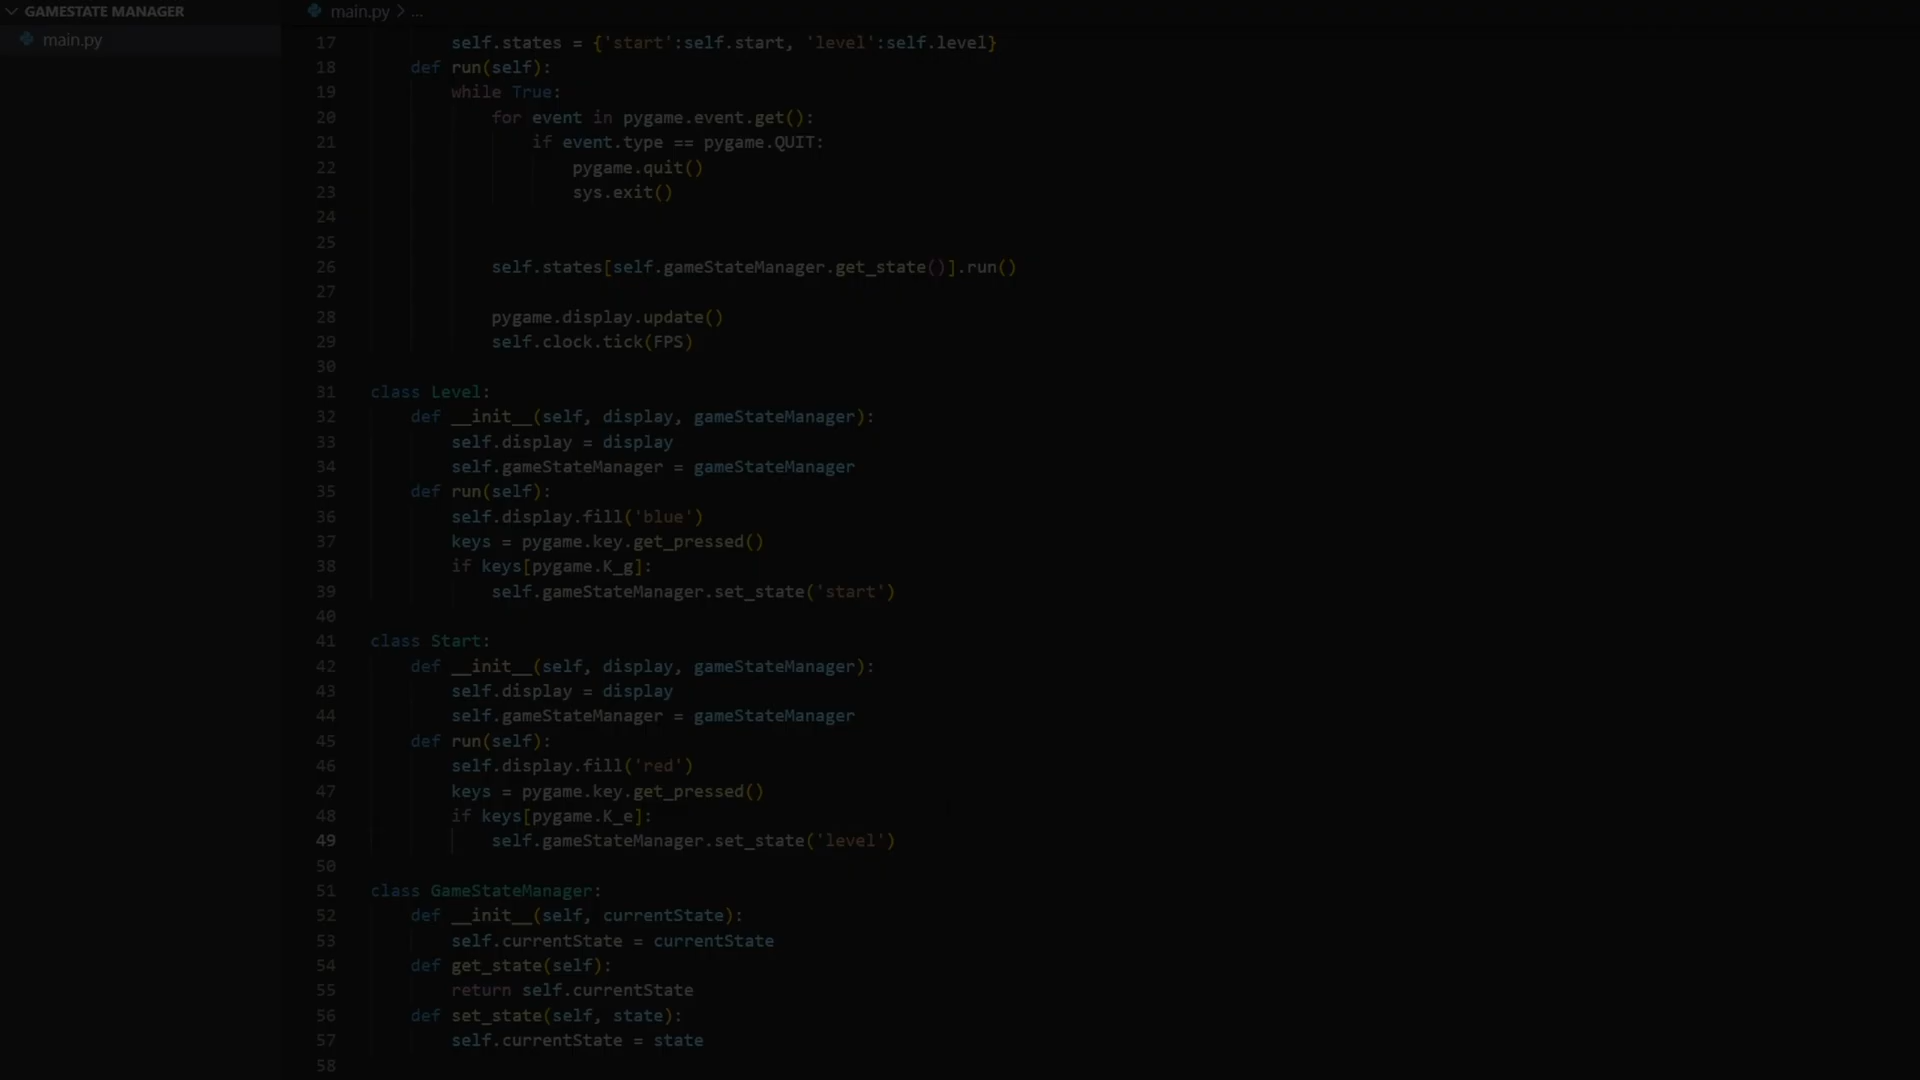 GAMESTATE MANAGER
main.py
main.py > ...
17 self.states = {'start':self.start, 'level':self.level}
18 def run(self):
19 while True:
20 for event in pygame.event.get():
21 if event.type == pygame.QUIT:
22 pygame.quit()
23 sys.exit()
24
25
26 self.states[self.gameStateManager.get_state()].run()
27
28 pygame.display.update()
29 self.clock.tick(FPS)
30
31 class Level:
32 def __init__(self, display, gameStateManager):
33 self.display = display
34 self.gameStateManager = gameStateManager
35 def run(self):
36 self.display.fill('blue')
37 keys = pygame.key.get_pressed()
38 if keys[pygame.K_g]:
39 self.gameStateManager.set_state('start')
40
41 class Start:
42 def __init__(self, display, gameStateManager):
43 self.display = display
44 self.gameStateManager = gameStateManager
45 def run(self):
46 self.display.fill('red')
47 keys = pygame.key.get_pressed()
48 if keys[pygame.K_e]:
49 self.gameStateManager.set_state('level')
50
51 class GameStateManager:
52 def __init__(self, currentState):
53 self.currentState = currentState
54 def get_state(self):
55 return self.currentState
56 def set_state(self, state):
57 self.currentState = state
58